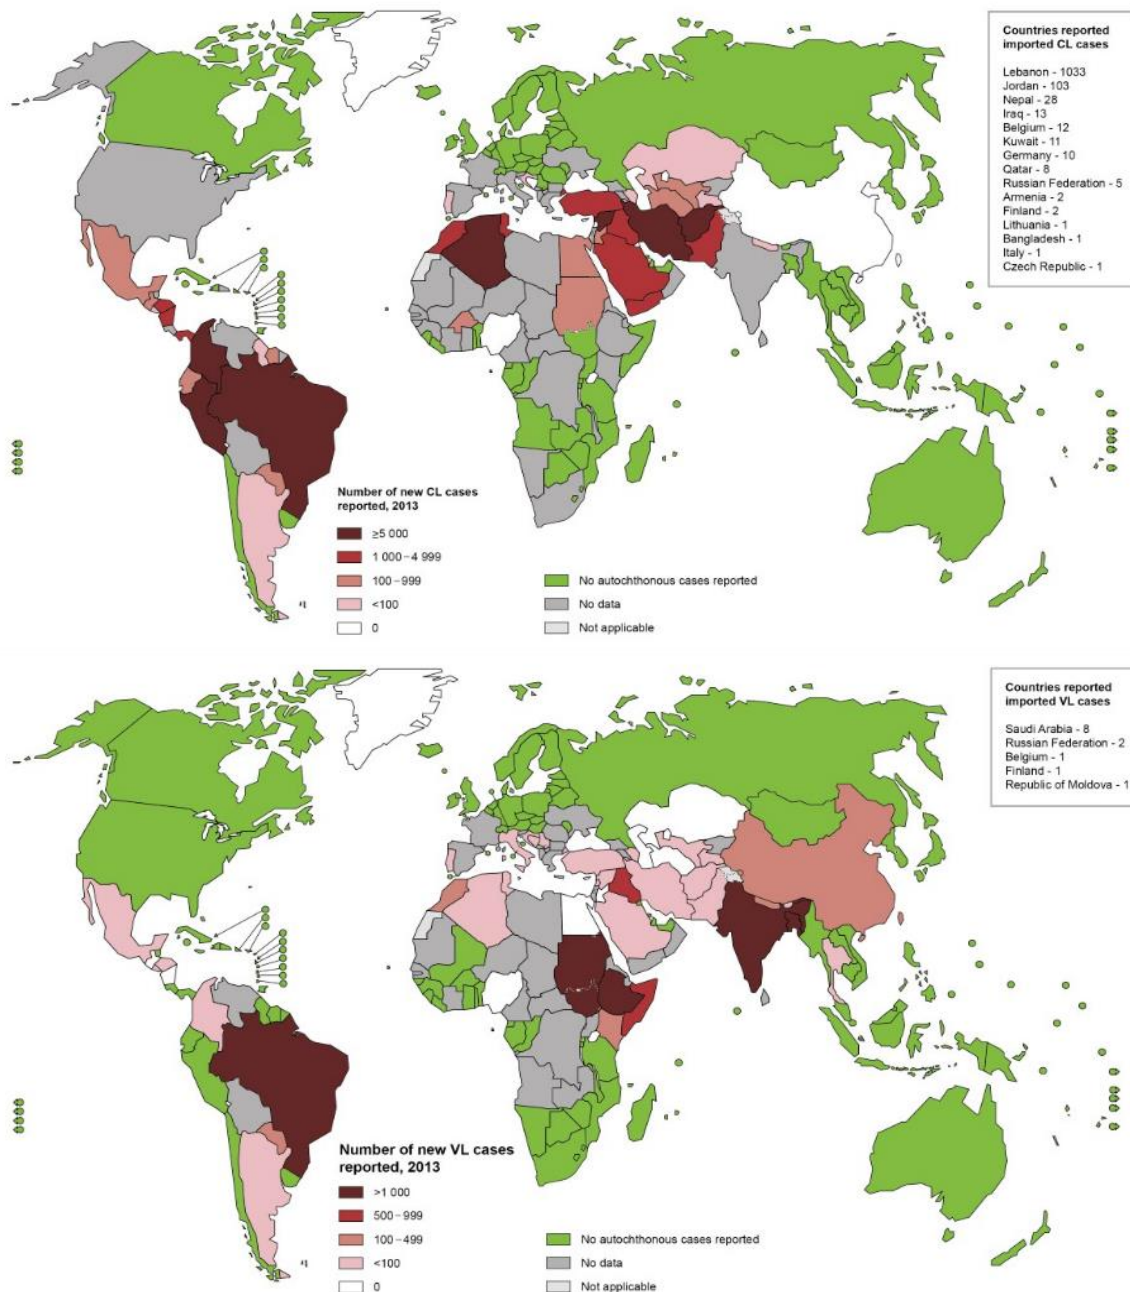 Countries reported
imported CL cases
Lebanon - 1033
Jordan - 103
Nepal - 28
Iraq - 13
Belgium - 12
Kuwait - 11
Germany - 10
Qatar - 8
Russian Federation - 5
Armenia - 2
Finland - 2
Lithuania - 1
Bangladesh - 1
Italy - 1
Czech Republic - 1
Number of new CL cases
reported, 2013
≥5 000
1 000–4 999
100–999
<100
0
No autochthonous cases reported
No data
Not applicable
Countries reported
imported VL cases
Saudi Arabia - 8
Russian Federation - 2
Belgium - 1
Finland - 1
Republic of Moldova - 1
Number of new VL cases
reported, 2013
>1 000
500–999
100–499
<100
0
No autochthonous cases reported
No data
Not applicable